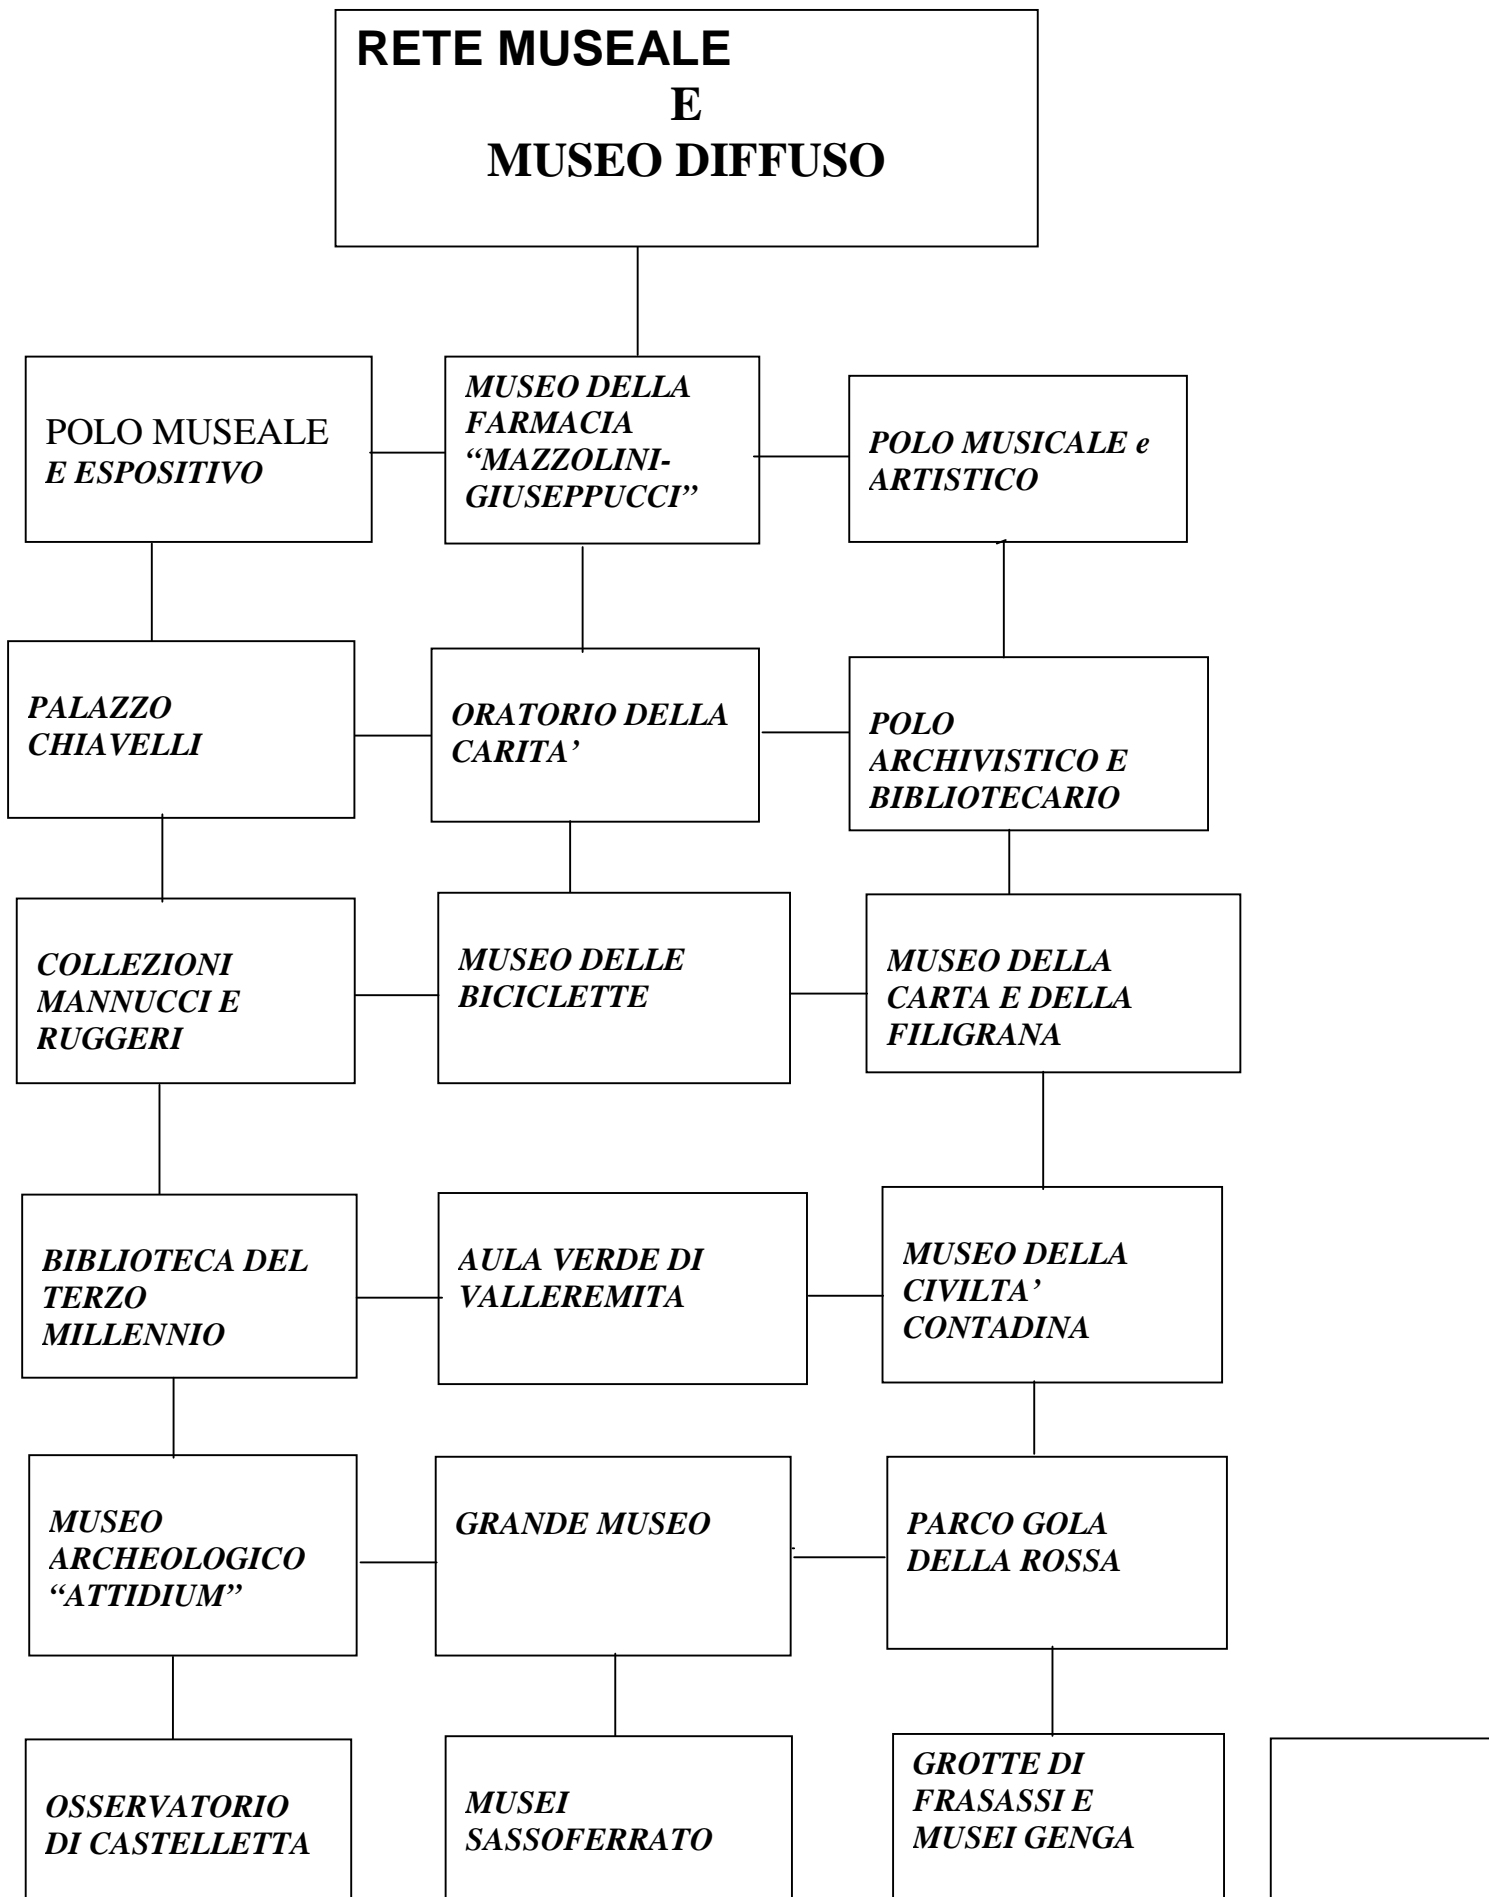 RETE MUSEALE
E
MUSEO DIFFUSO
POLO MUSEALE
E ESPOSITIVO
MUSEO DELLA
FARMACIA
“MAZZOLINI-
GIUSEPPUCCI”
POLO MUSICALE e
ARTISTICO
PALAZZO
CHIAVELLI
ORATORIO DELLA
CARITA’
POLO
ARCHIVISTICO E
BIBLIOTECARIO
COLLEZIONI
MANNUCCI E
RUGGERI
MUSEO DELLE
BICICLETTE
MUSEO DELLA
CARTA E DELLA
FILIGRANA
BIBLIOTECA DEL
TERZO
MILLENNIO
AULA VERDE DI
VALLEREMITA
MUSEO DELLA
CIVILTA’
CONTADINA
MUSEO
ARCHEOLOGICO
“ATTIDIUM”
GRANDE MUSEO
PARCO GOLA
DELLA ROSSA
OSSERVATORIO
DI CASTELLETTA
MUSEI
SASSOFERRATO
GROTTE DI
FRASASSI E
MUSEI GENGA